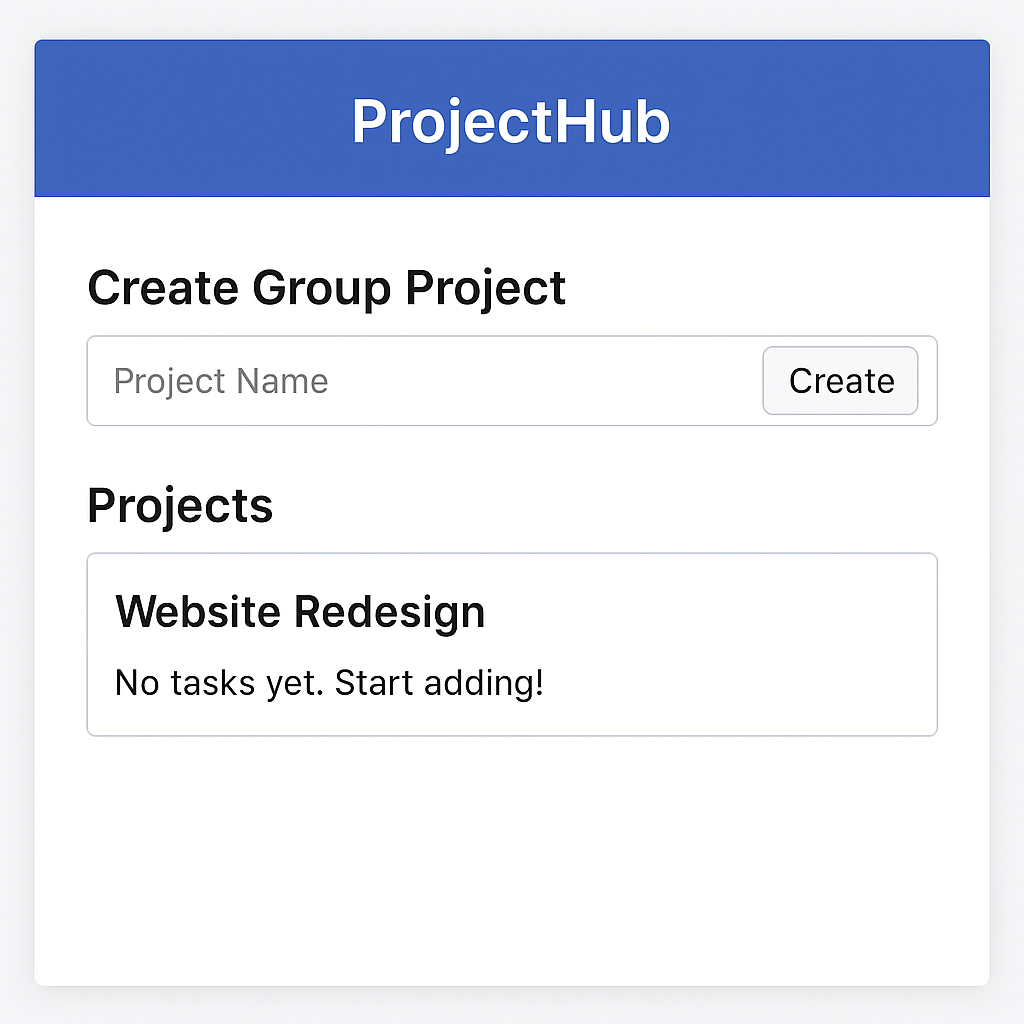 ProjectHub
Create Group Project
Project Name
Create
Projects
Website Redesign
No tasks yet. Start adding!